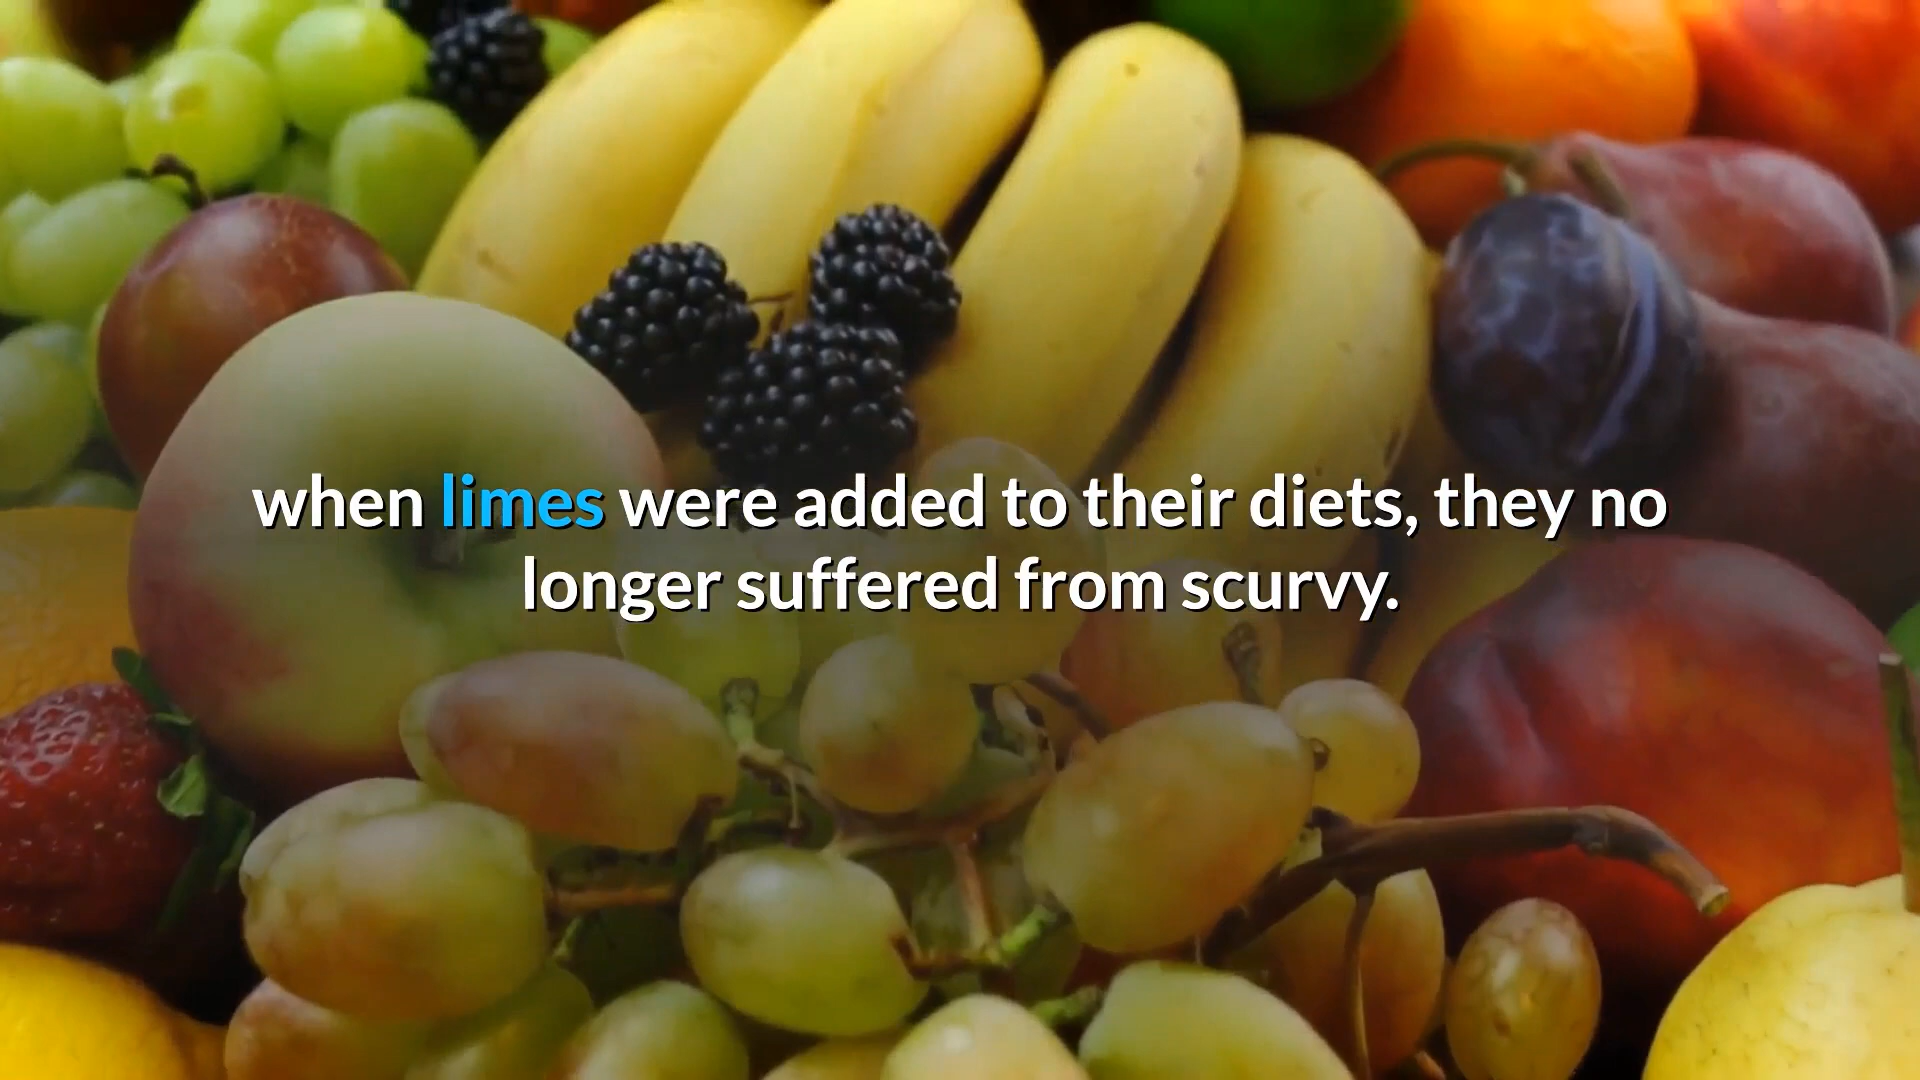 when limes were added to their diets, they no
longer suffered from scurvy.